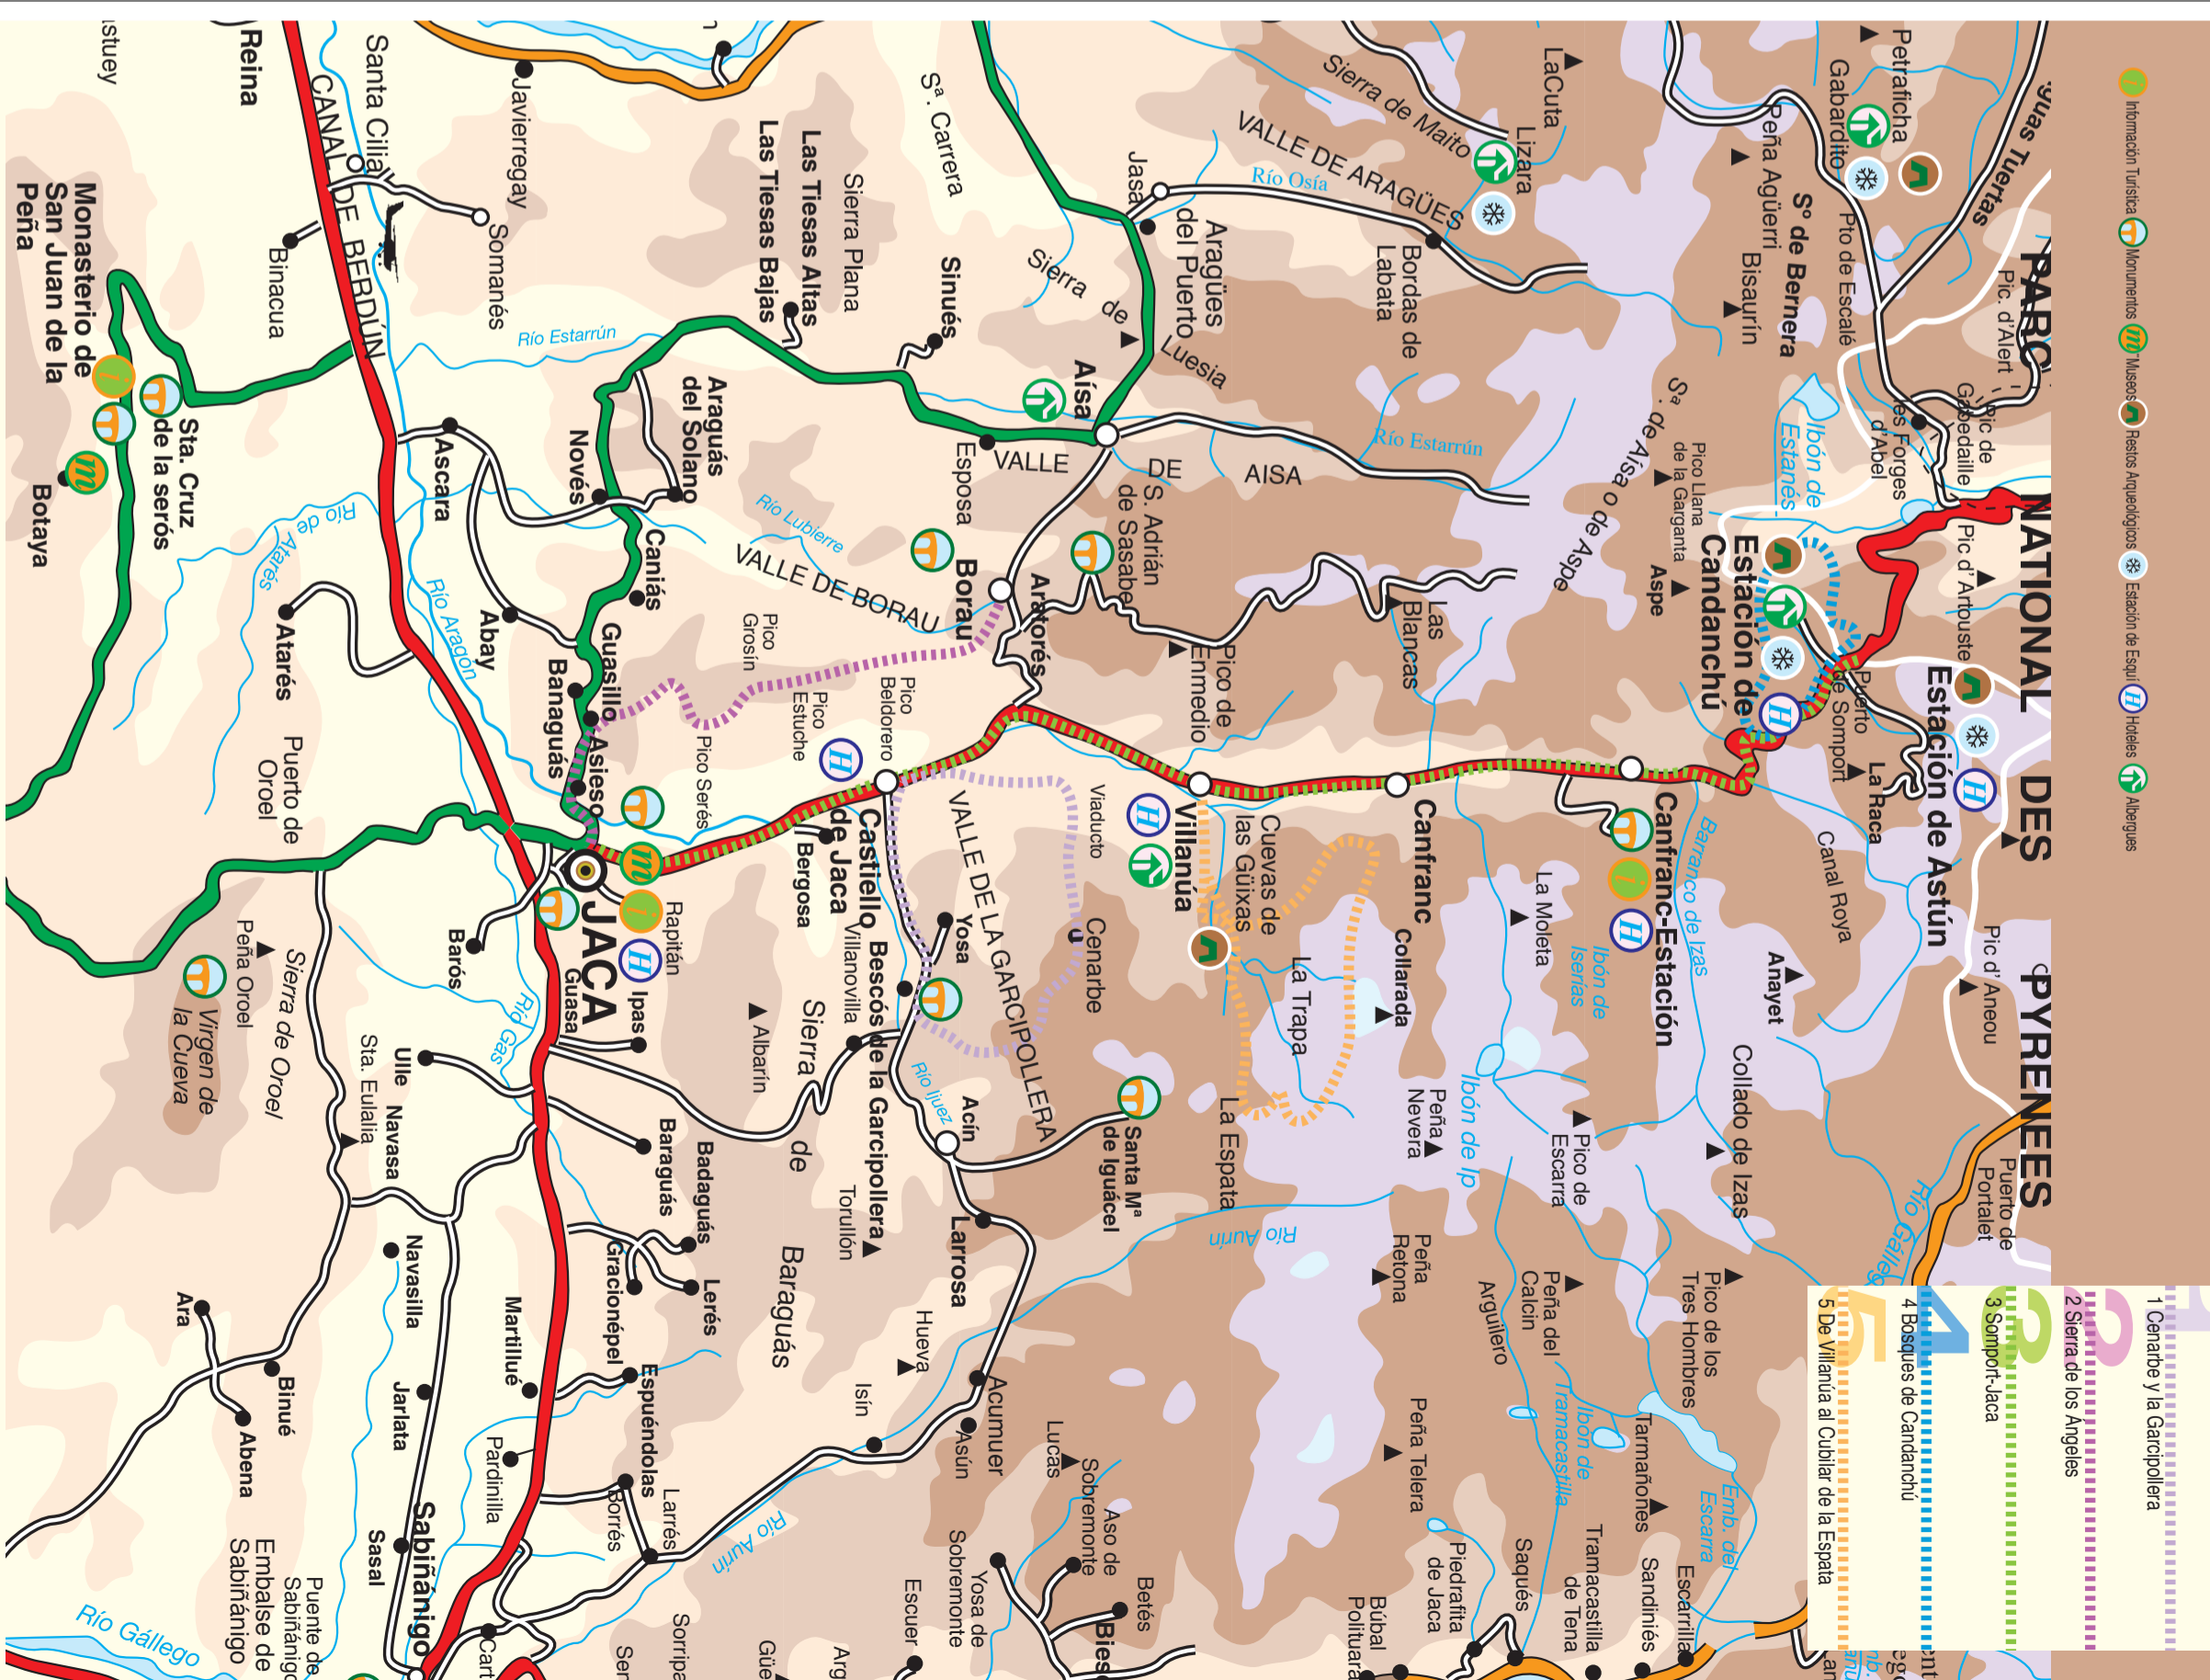 Información Turística
Monumentos
Museos
Restos Arqueológicos
Estación de Esquí
Hoteles
Albergues
PARC NATIONAL DES PYRENEES
Petraficha
Gabardito
LaCuta
Sierra de Maito
Lizara
VALLE DE ARAGÜES
Río Osía
Peña Agüerri
Sº de Bernera
Bisaurín
Pto de Escalé
Pic. d'Alert
Pic de
Gabedaille
les Forges
d'Abel
Ibón de
Estanés
Pic d'Artouste
Estación de Astún
Puerto
de Somport
La Raca
Canal Roya
Pic d'Aneou
Anayet
Puerto de
Portalet
Río Gállego
Estación de
Candanchú
Pico Llana
de la Garganta
Sª. de Aísa o de Aspe
Aspe
Bordas de
Labata
Jasa
Aragües
del Puerto
Sierra de Luesia
Sª. Carrera
Sinués
Sierra Plana
Las Tiesas Altas
Las Tiesas Bajas
Javierregay
Santa Cilia
CANAL DE BERDÚN
Reina
Somanés
Binacua
Monasterio de
San Juan de la
Peña
Sta. Cruz
de la serós
Botaya
Río Estarrún
Aísa
Esposa
VALLE DE AISA
Río Estarrún
Araguás
del Solano
Novés
Ascara
Caniás
Abay
Río Aragón
Río de Atarés
Atarés
Puerto de
Oroel
Río Lubierre
VALLE DE BORAU
Borau
S. Adrián
de Sasabe
Aratorés
Las
Blancas
Pico de
Enmedio
Guasillo
Banaguás
Asieso
Pico
Grosín
Pico
Beldorero
Pico
Estuche
Pico Serés
Castiello
de Jaca
Bergosa
JACA
Rapitán
Ipas
Guasa
Barós
Río Gas
Villanúa
Viaducto
Cuevas de
las Güixas
Cenarbe
VALLE DE LA GARCIPOLLERA
Yosa
Villanovilla
Bescós de la Garcipollera
Río Ijuez
Acín
Santa Mª
de Iguácel
Larrosa
Torullón
Albarín
Sierra de Baraguás
Canfranc
Canfranc-Estación
Barranco de Izas
La Moleta
Ibón de
Iserías
Collarada
La Trapa
La Espata
Ibón de Ip
Peña
Nevera
Pico de
Escarra
Collado de Izas
Río Aurín
Peña
Retona
Peña del
Calcin
Arguilero
Pico de los
Tres Hombres
Peña Telera
Ibón de
Tramacastilla
Tarmañones
Emb. del
Escarra
Peña Oroel
Sierra de Oroel
Virgen de
la Cueva
Sta. Eulalia
Ulle
Navasa
Baraguás
Badaguás
Gracionépel
Lerés
Navasilla
Ara
Binué
Abena
Jarlata
Martillué
Espuéndolas
Pardinilla
Borrés
Larrés
Sasal
Sabiñánigo
Embalse de
Sabiñánigo
Puente de
Sabiñánigo
Río Gállego
Hueva
Isín
Acumuer
Asún
Río Aurín
Lucas
Sobremonte
Aso de
Yosa de
Sobremonte
Betés
Escuer
Piedrafita
de Jaca
Saqués
Tramacastilla
de Tena
Sandiniés
Escarrilla
Búbal
Polituara
1 Cenarbe y la Garcipollera
2 Sierra de los Ángeles
3 Somport-Jaca
4 Bosques de Candanchú
5 De Villanúa al Cubilar de la Espata